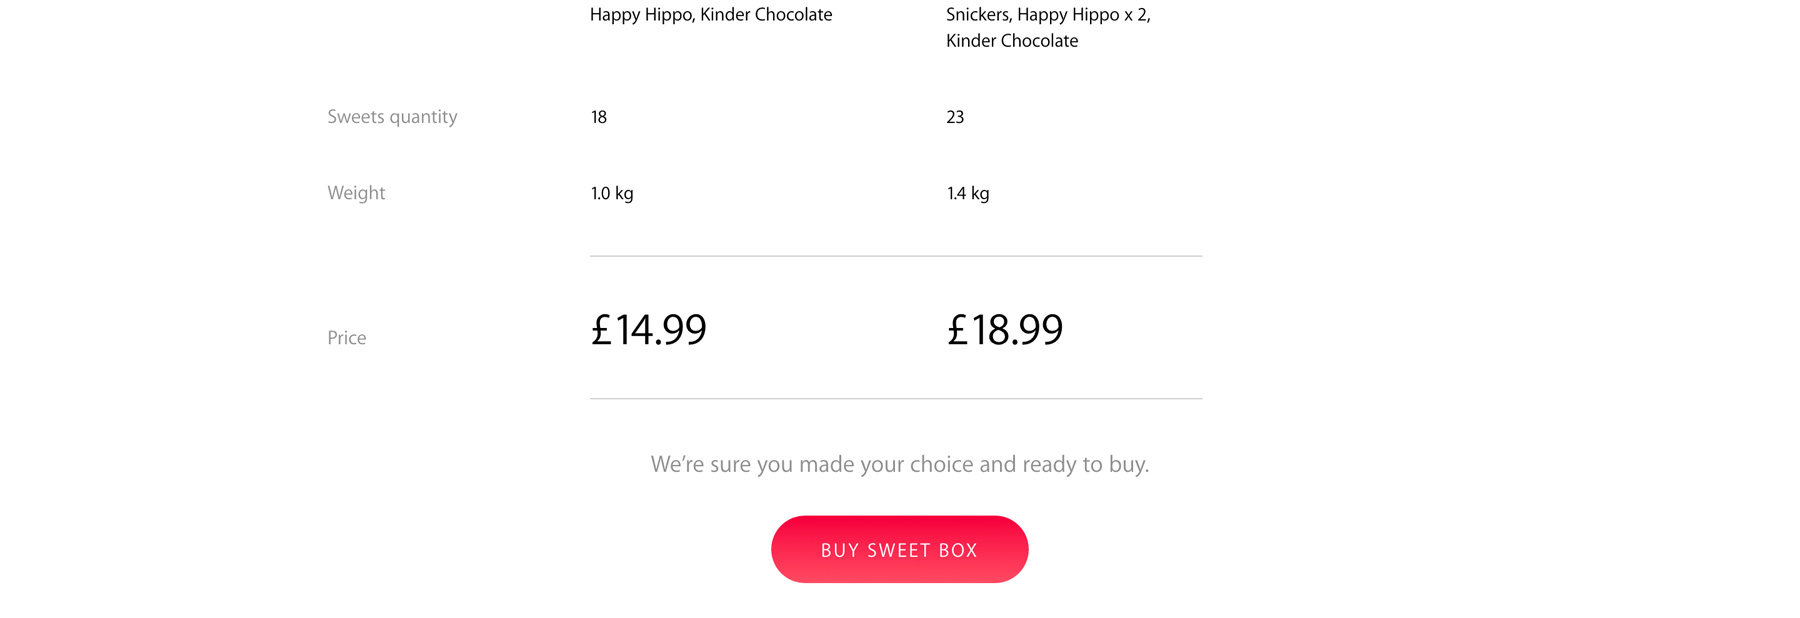 Happy Hippo, Kinder Chocolate
Snickers, Happy Hippo x 2,
Kinder Chocolate
Sweets quantity
18
23
Weight
1.0 kg
1.4 kg
Price
£14.99
£18.99
We’re sure you made your choice and ready to buy.
BUY SWEET BOX